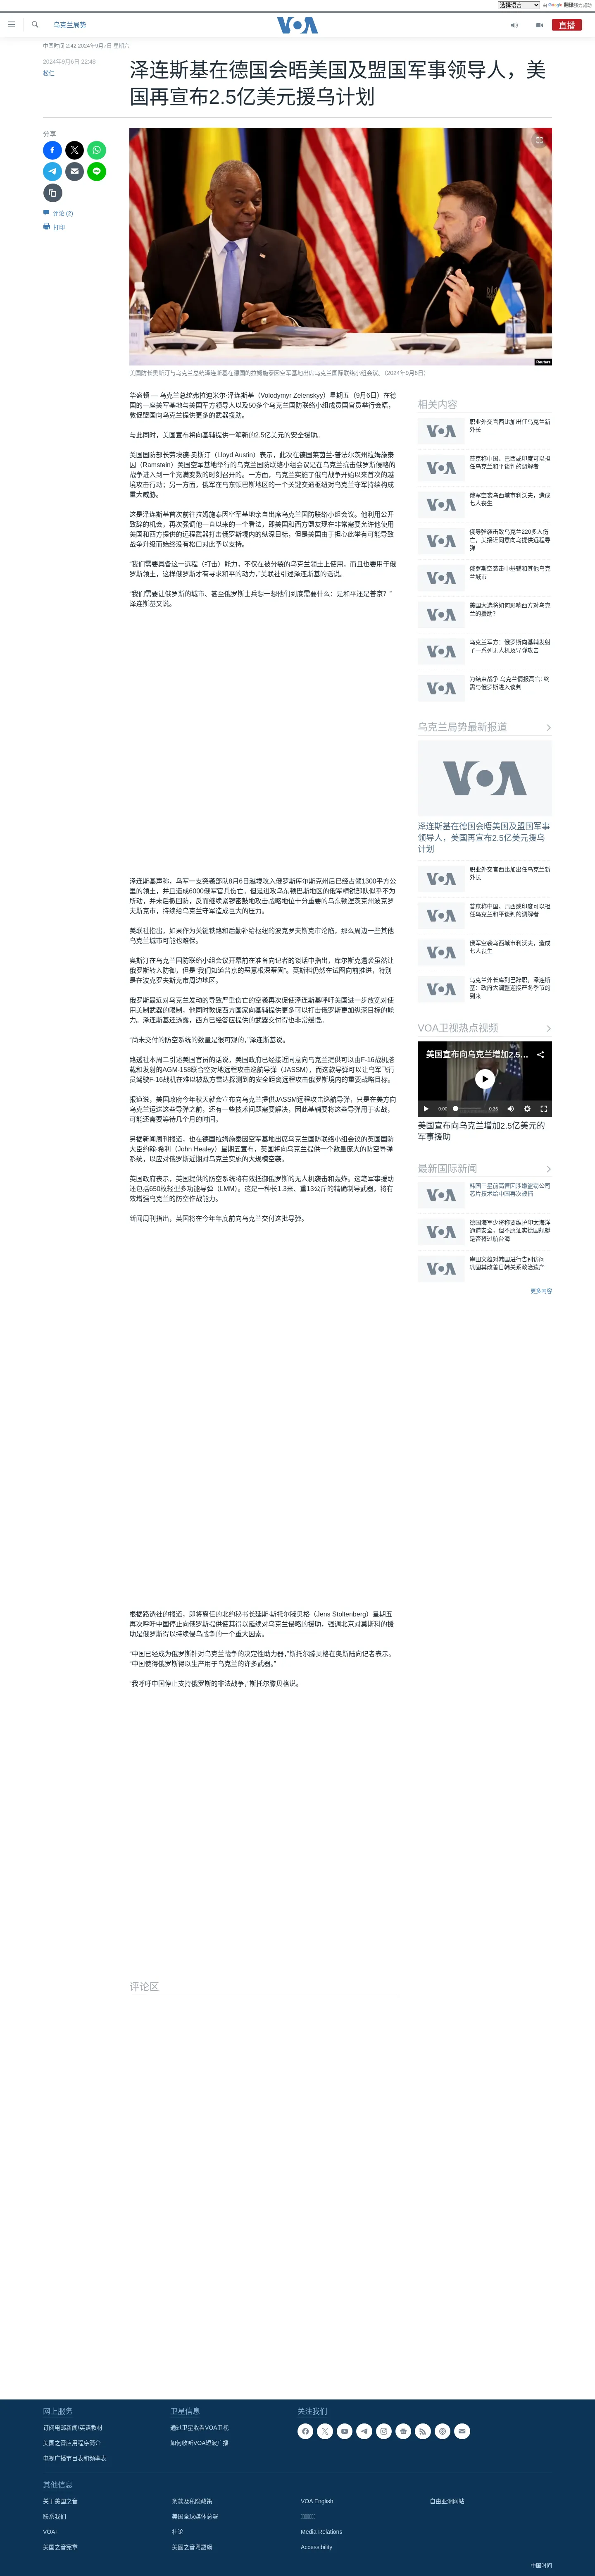 选择语言 由 Google 翻译强力驱动
乌克兰局势
VOA
直播
中国时间 2:42 2024年9月7日 星期六
2024年9月6日 22:49
松仁
泽连斯基在德国会晤美国及盟国军事领导人，美
国再宣布2.5亿美元援乌计划
分享
评论 (2)
打印
Reuters
美国防长奥斯汀与乌克兰总统泽连斯基在德国的拉姆施泰因空军基地出席乌克兰国际联络小组会议。（2024年9月6日）
华盛顿 — 乌克兰总统弗拉迪米尔·泽连斯基（Volodymyr Zelenskyy）星期五（9月6日）在德
国的一座美军基地与美国军方领导人以及50多个乌克兰国防联络小组成员国官员举行会晤，
敦促盟国向乌克兰提供更多的武器援助。
与此同时，美国宣布将向基辅提供一笔新的2.5亿美元的安全援助。
美国国防部长劳埃德·奥斯汀（Lloyd Austin）表示，此次在德国莱茵兰-普法尔茨州拉姆施泰
因（Ramstein）美国空军基地举行的乌克兰国防联络小组会议是在乌克兰抗击俄罗斯侵略的
战争进入到一个充满变数的关键时刻召开的。一方面，乌克兰实施了俄乌战争开始以来首次的越
境攻击行动；另一方面，俄军在乌东顿巴斯地区的一个关键交通枢纽对乌克兰守军持续构成
重大威胁。
这是泽连斯基首次前往拉姆施泰因空军基地亲自出席乌克兰国防联络小组会议。他利用公开
致辞的机会，再次强调他一直以来的一个看法，即美国和西方盟友现在非常需要允许他使用
美国和西方提供的远程武器打击俄罗斯境内的纵深目标，但是美国由于担心此举有可能导致
战争升级而始终没有松口对此予以支持。
“我们需要具备这一远程（打击）能力，不仅在被分裂的乌克兰领土上使用，而且也要用于俄
罗斯领土，这样俄罗斯才有寻求和平的动力，”美联社引述泽连斯基的话说。
“我们需要让俄罗斯的城市、甚至俄罗斯士兵想一想他们到底需要什么：是和平还是普京？”
泽连斯基又说。
泽连斯基声称，乌军一支突袭部队8月6日越境攻入俄罗斯库尔斯克州后已经占领1300平方公
里的领土，并且造成6000俄军官兵伤亡。但是进攻乌东顿巴斯地区的俄军精锐部队似乎不为
所动，并未后撤回防，反而继续紧锣密鼓地攻击战略地位十分重要的乌东顿涅茨克州波克罗
夫斯克市，持续给乌克兰守军造成巨大的压力。
美联社指出，如果作为关键铁路和后勤补给枢纽的波克罗夫斯克市沦陷，那么周边一些其他
乌克兰城市可能也难保。
奥斯汀在乌克兰国防联络小组会议开幕前在准备向记者的谈话中指出，库尔斯克遇袭虽然让
俄罗斯转入防御，但是“我们知道普京的恶意根深蒂固”。莫斯科仍然在试图向前推进，特别
是在波克罗夫斯克市周边地区。
俄罗斯最近对乌克兰发动的导致严重伤亡的空袭再次促使泽连斯基呼吁美国进一步放宽对使
用美制武器的限制，他同时敦促西方国家向基辅提供更多可以增强乌克兰防空系统能力的能
力。泽连斯基还透露，西方已经答应提供的武器交付得也非常缓慢。
“尚未交付的防空系统的数量是很可观的，”泽连斯基说。
路透社本周二引述美国官员的话说，美国政府已经接近同意向乌克兰提供可以由F-16战机搭
载和发射的AGM-158联合空对地远程攻击巡航导弹（JASSM），而这款导弹可以让乌军飞行
员驾驶F-16战机在难以被敌方雷达探测到的安全距离内攻击俄罗斯境内的重要战略目标。
报道说，美国政府今年秋天就会宣布向乌克兰提供JASSM远程攻击巡航导弹，只是在美方向
乌克兰运送这些导弹之前，还有一些技术问题需要解决，因此基辅要将这些导弹用于实战，
可能还需要等待几个月的时间。
另据新闻周刊报道，也在德国拉姆施泰因空军基地出席乌克兰国防联络小组会议的英国国防
大臣约翰·希利（John Healey）星期五宣布，英国将向乌克兰提供一个数量庞大的防空导弹
系统，以应对俄罗斯近期对乌克兰实施的大规模空袭。
英国政府表示，英国提供的防空系统将有效抵御俄罗斯的无人机袭击和轰炸。这笔军事援助
还包括650枚轻型多功能导弹（LMM）。这是一种长1.3米、重13公斤的精确制导武器，将有
效增强乌克兰的防空作战能力。
新闻周刊指出，英国将在今年年底前向乌克兰交付这批导弹。
根据路透社的报道，即将离任的北约秘书长延斯·斯托尔滕贝格（Jens Stoltenberg）星期五
再次呼吁中国停止向俄罗斯提供使其得以延续对乌克兰侵略的援助，强调北京对莫斯科的援
助是俄罗斯得以持续侵乌战争的一个重大因素。
“中国已经成为俄罗斯针对乌克兰战争的决定性助力器，”斯托尔滕贝格在奥斯陆向记者表示。
“中国使得俄罗斯得以生产用于乌克兰的许多武器。”
“我呼吁中国停止支持俄罗斯的非法战争，”斯托尔滕贝格说。
评论区
相关内容
职业外交官西比加出任乌克兰新
外长
普京称中国、巴西或印度可以担
任乌克兰和平谈判的调解者
俄军空袭乌西城市利沃夫，造成
七人丧生
俄导弹袭击致乌克兰220多人伤
亡，美接近同意向乌提供远程导
弹
俄罗斯空袭击中基辅和其他乌克
兰城市
美国大选将如何影响西方对乌克
兰的援助？
乌克兰军方：俄罗斯向基辅发射
了一系列无人机及导弹攻击
为结束战争 乌克兰情报高官: 终
需与俄罗斯进入谈判
乌克兰局势最新报道
泽连斯基在德国会晤美国及盟国军事
领导人，美国再宣布2.5亿美元援乌
计划
职业外交官西比加出任乌克兰新
外长
普京称中国、巴西或印度可以担
任乌克兰和平谈判的调解者
俄军空袭乌西城市利沃夫，造成
七人丧生
乌克兰外长库列巴辞职，泽连斯
基：政府大调整迎接严冬季节的
到来
VOA卫视热点视频
美国宣布向乌克兰增加2.5...
0:00 0:36
美国宣布向乌克兰增加2.5亿美元的
军事援助
最新国际新闻
韩国三星前高管因涉嫌盗窃公司
芯片技术给中国再次被捕
德国海军少将称要维护印太海洋
通道安全，但不愿证实德国舰艇
是否将过航台海
岸田文雄对韩国进行告别访问
巩固其改善日韩关系政治遗产
更多内容
网上服务
订阅电邮新闻/英语教材
美国之音应用程序简介
电视广播节目表和频率表
卫星信息
通过卫星收看VOA卫视
如何收听VOA短波广播
关注我们
其他信息
关于美国之音
联系我们
VOA+
美国之音宪章
条款及私隐政策
美国全球媒体总署
社论
美國之音粵語網
VOA English
Media Relations
Accessibility
自由亚洲网站
中国时间